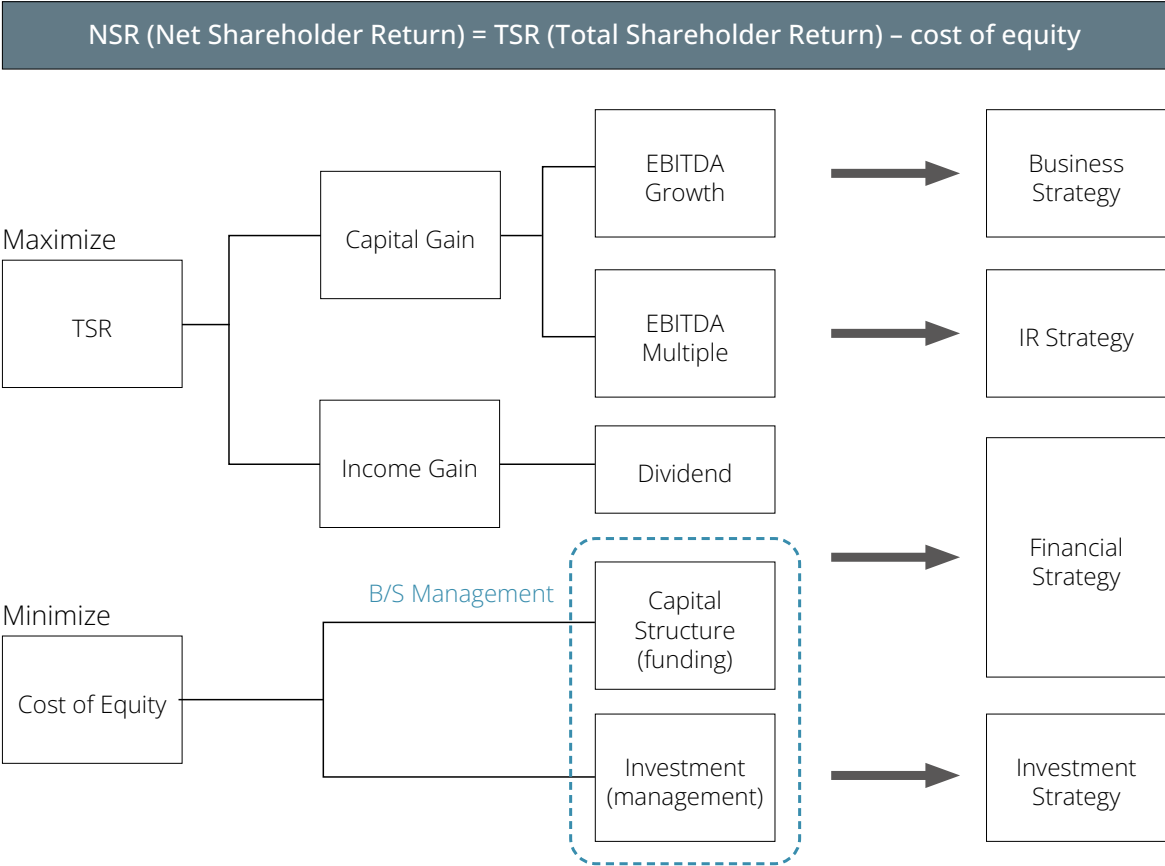 NSR (Net Shareholder Return) = TSR (Total Shareholder Return) – cost of equity
Maximize
TSR
Capital Gain
Income Gain
EBITDA
Growth
EBITDA
Multiple
Dividend
Business
Strategy
IR Strategy
Financial
Strategy
Minimize
Cost of Equity
B/S Management
Capital
Structure
(funding)
Investment
(management)
Investment
Strategy